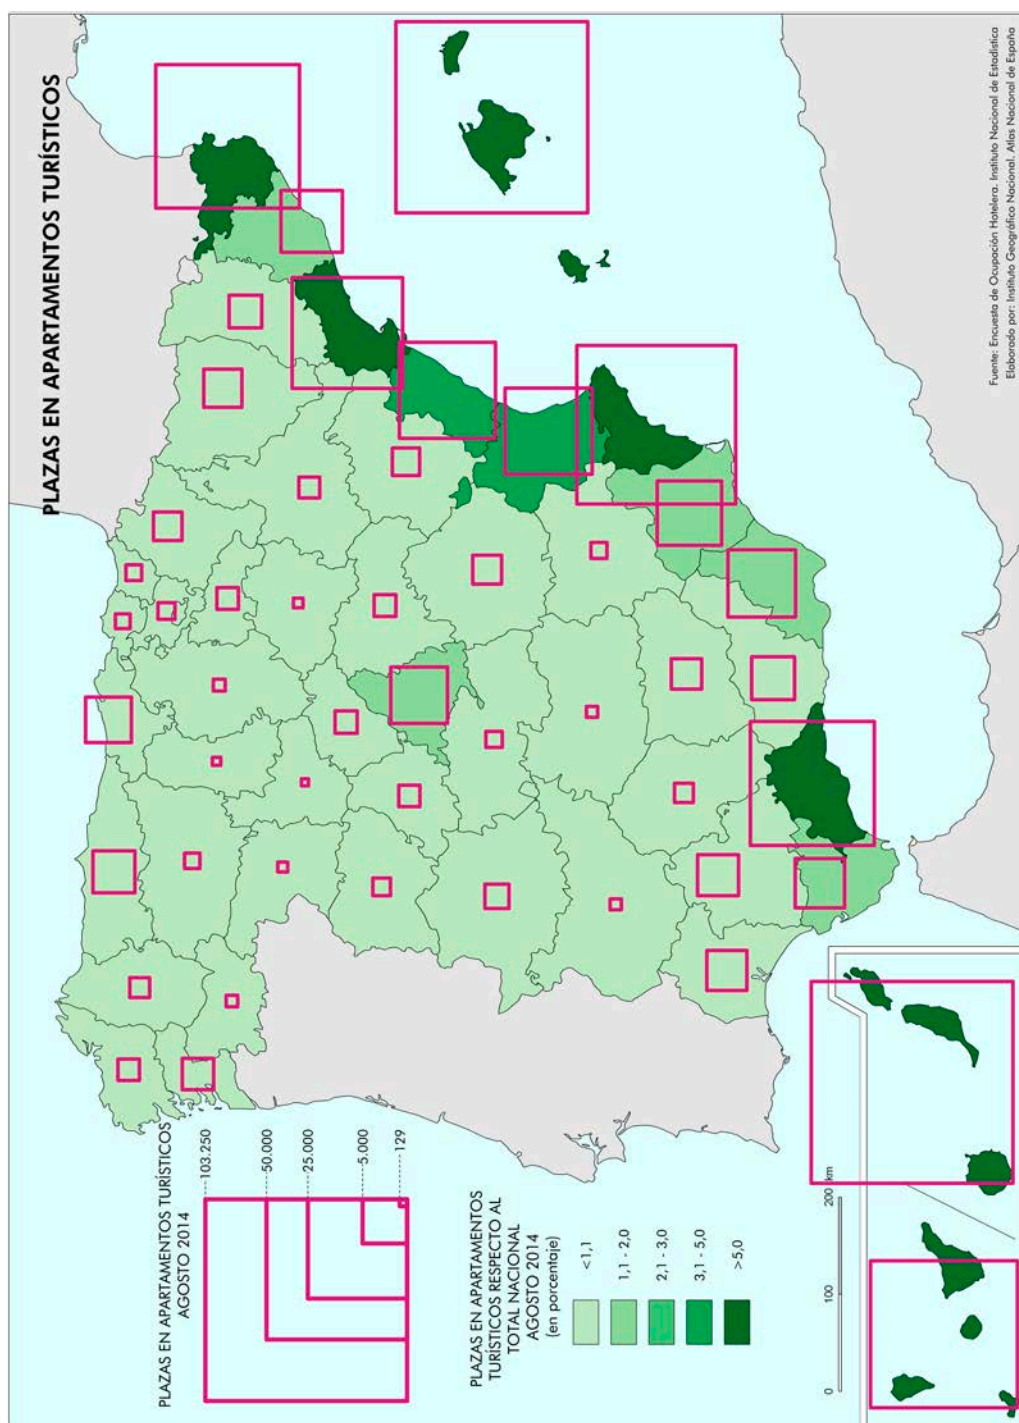 PLAZAS EN APARTAMENTOS TURÍSTICOS
PLAZAS EN APARTAMENTOS TURÍSTICOS
AGOSTO 2014
103.250
50.000
25.000
5.000
129
PLAZAS EN APARTAMENTOS
TURÍSTICOS RESPECTO AL
TOTAL NACIONAL
AGOSTO 2014
(en porcentaje)
<1,1
1,1 - 2,0
2,1 - 3,0
3,1 - 5,0
>5,0
0 100 200 km
Fuente: Encuesta de Ocupación Hotelera. Instituto Nacional de Estadística
Elaborado por: Instituto Geográfico Nacional. Atlas Nacional de España